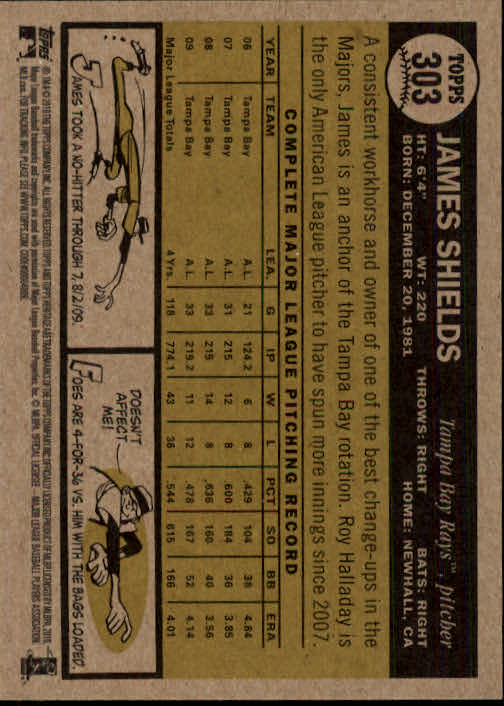 TOPPS
303
JAMES SHIELDS
Tampa Bay Rays™, pitcher
HT: 6'4" WT: 220 THROWS: RIGHT BATS: RIGHT
BORN: DECEMBER 20, 1981 HOME: NEWHALL, CA
A consistent workhorse and owner of one of the best change-ups in the
Majors, James is an anchor of the Tampa Bay rotation. Roy Halladay is
the only American League pitcher to have spun more innings since 2007.
COMPLETE MAJOR LEAGUE PITCHING RECORD
YEAR TEAM LEA. G IP W L PCT SO BB ERA
06 Tampa Bay A.L. 21 124.2 6 8 .429 104 38 4.84
07 Tampa Bay A.L. 31 215 12 8 .600 184 36 3.85
08 Tampa Bay A.L. 33 215 14 8 .636 160 40 3.56
09 Tampa Bay A.L. 33 219.2 11 12 .478 167 52 4.14
Major League Totals 4 Yrs. 118 774.1 43 36 .544 615 166 4.01
JAMES TOOK A NO-HITTER THROUGH 7, 8/2/09.
DOESN'T
AFFECT
ME!
FOES ARE 4-FOR-36 VS. HIM WITH THE BAGS LOADED.
TOPPS